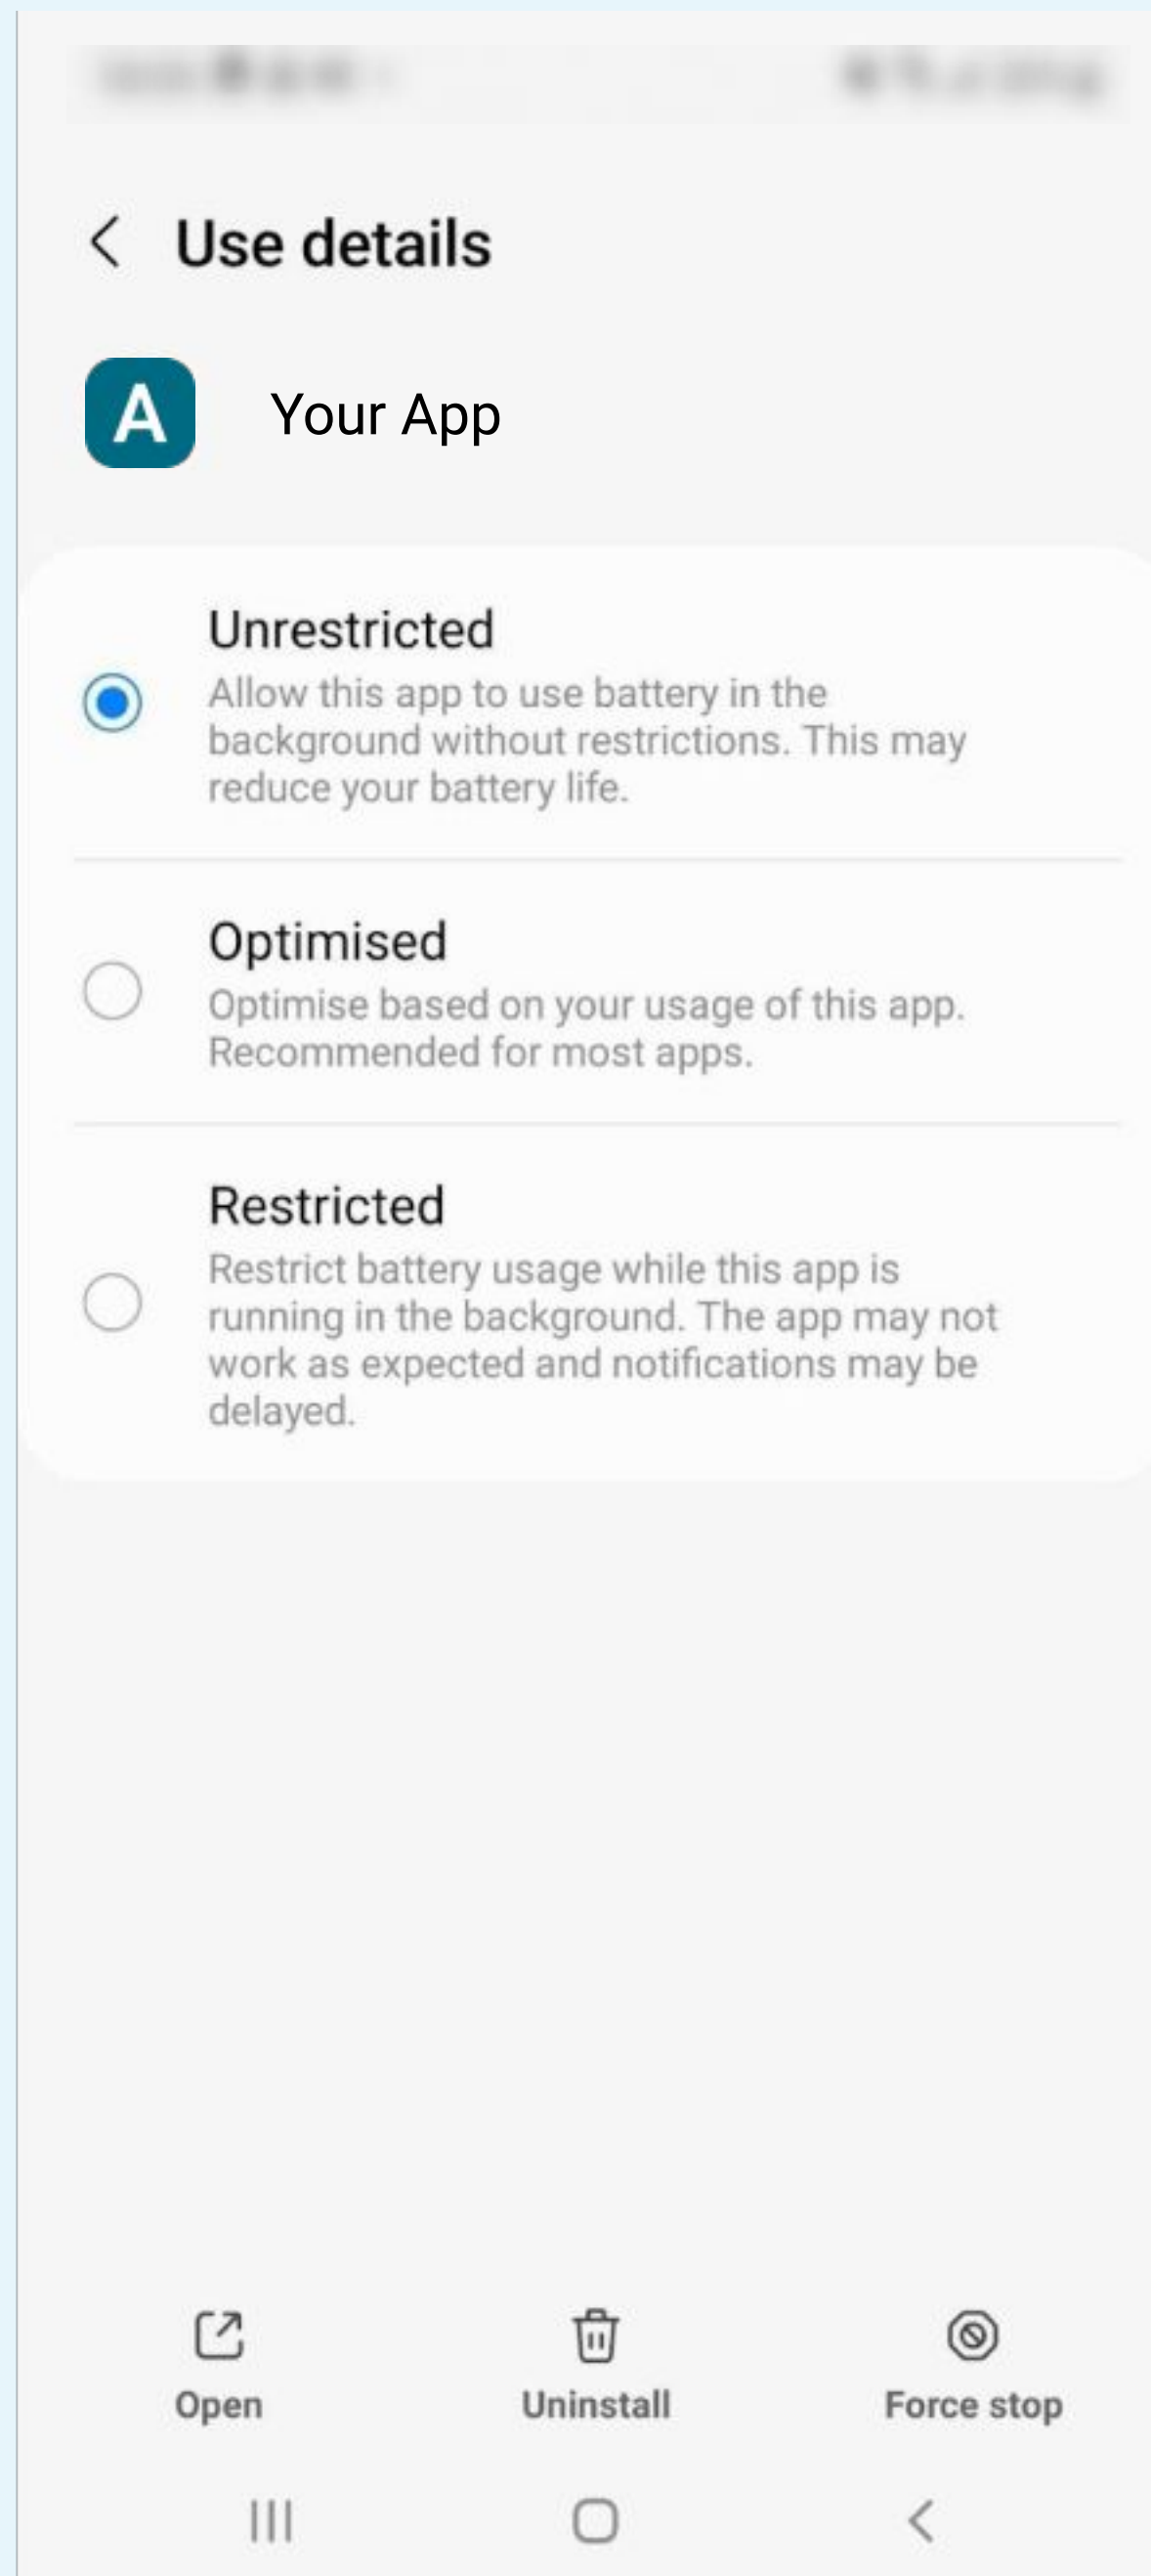 Use details
A
Your App
Unrestricted
Allow this app to use battery in the
background without restrictions. This may
reduce your battery life.
Optimised
Optimise based on your usage of this app.
Recommended for most apps.
Restricted
Restrict battery usage while this app is
running in the background. The app may not
work as expected and notifications may be
delayed.
Open
Uninstall
Force stop